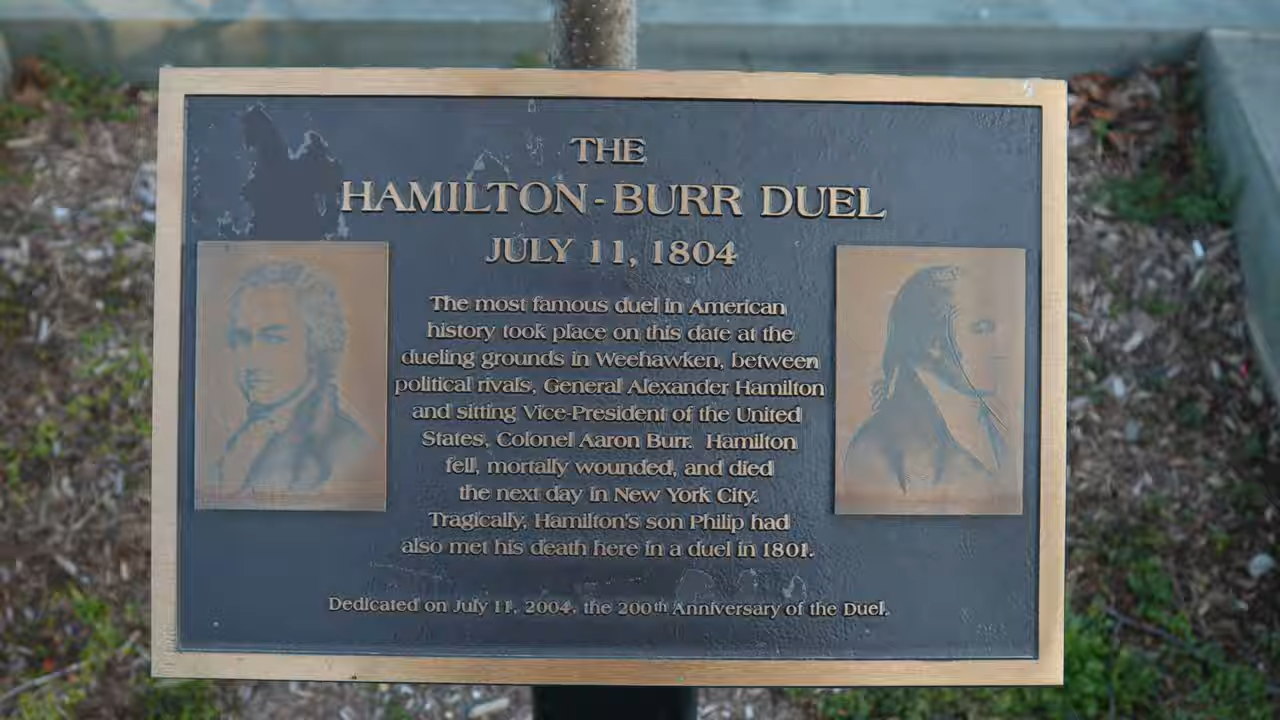 THE
HAMILTON-BURR DUEL
JULY 11, 1804
The most famous duel in American
history took place on this date at the
dueling grounds in Weehawken, between
political rivals, General Alexander Hamilton
and sitting Vice-President of the United
States, Colonel Aaron Burr. Hamilton
fell, mortally wounded, and died
the next day in New York City.
Tragically, Hamilton's son Philip had
also met his death here in a duel in 1801.
Dedicated on July 11, 2004, the 200th Anniversary of the Duel.